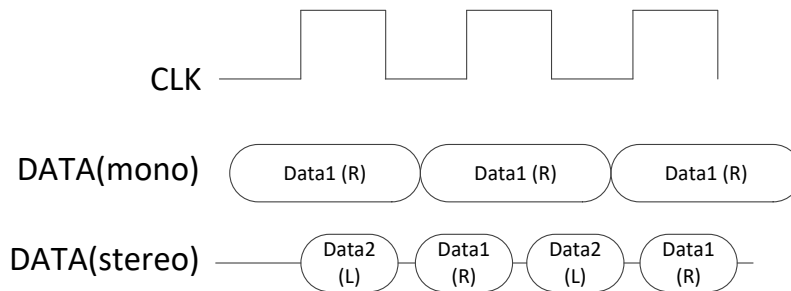 CLK
DATA(mono)
Data1 (R)
Data1 (R)
Data1 (R)
DATA(stereo)
Data2
(L)
Data1
(R)
Data2
(L)
Data1
(R)